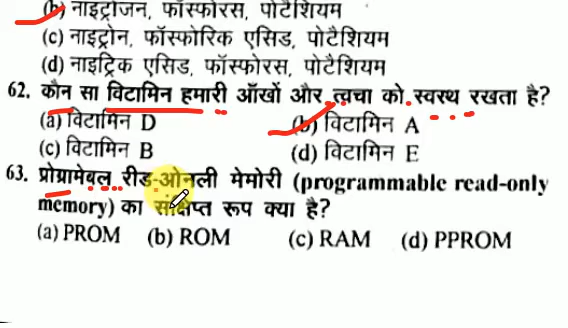 (b) नाइट्रोजन, फॉस्फोरस, पोटैशियम
(c) नाइट्रोन, फॉस्फोरिक एसिड, पोटैशियम
(d) नाइट्रिक एसिड, फॉस्फोरस, पोटैशियम
62. कौन सा विटामिन हमारी आँखों और त्वचा को स्वस्थ रखता है?
(a) विटामिन D (b) विटामिन A
(c) विटामिन B (d) विटामिन E
63. प्रोग्रामेबल रीड-ओनली मेमोरी (programmable read-only
memory) का संक्षिप्त रूप क्या है?
(a) PROM (b) ROM (c) RAM (d) PPROM